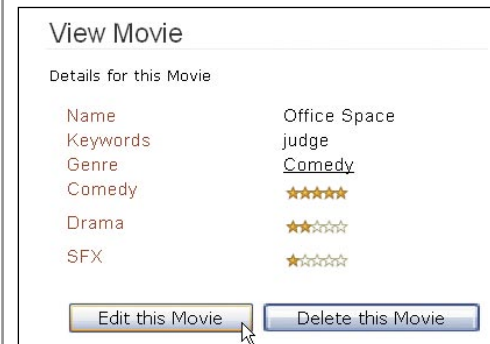 View Movie
Details for this Movie
Name Office Space
Keywords judge
Genre Comedy
Comedy
Drama
SFX
Edit this Movie Delete this Movie